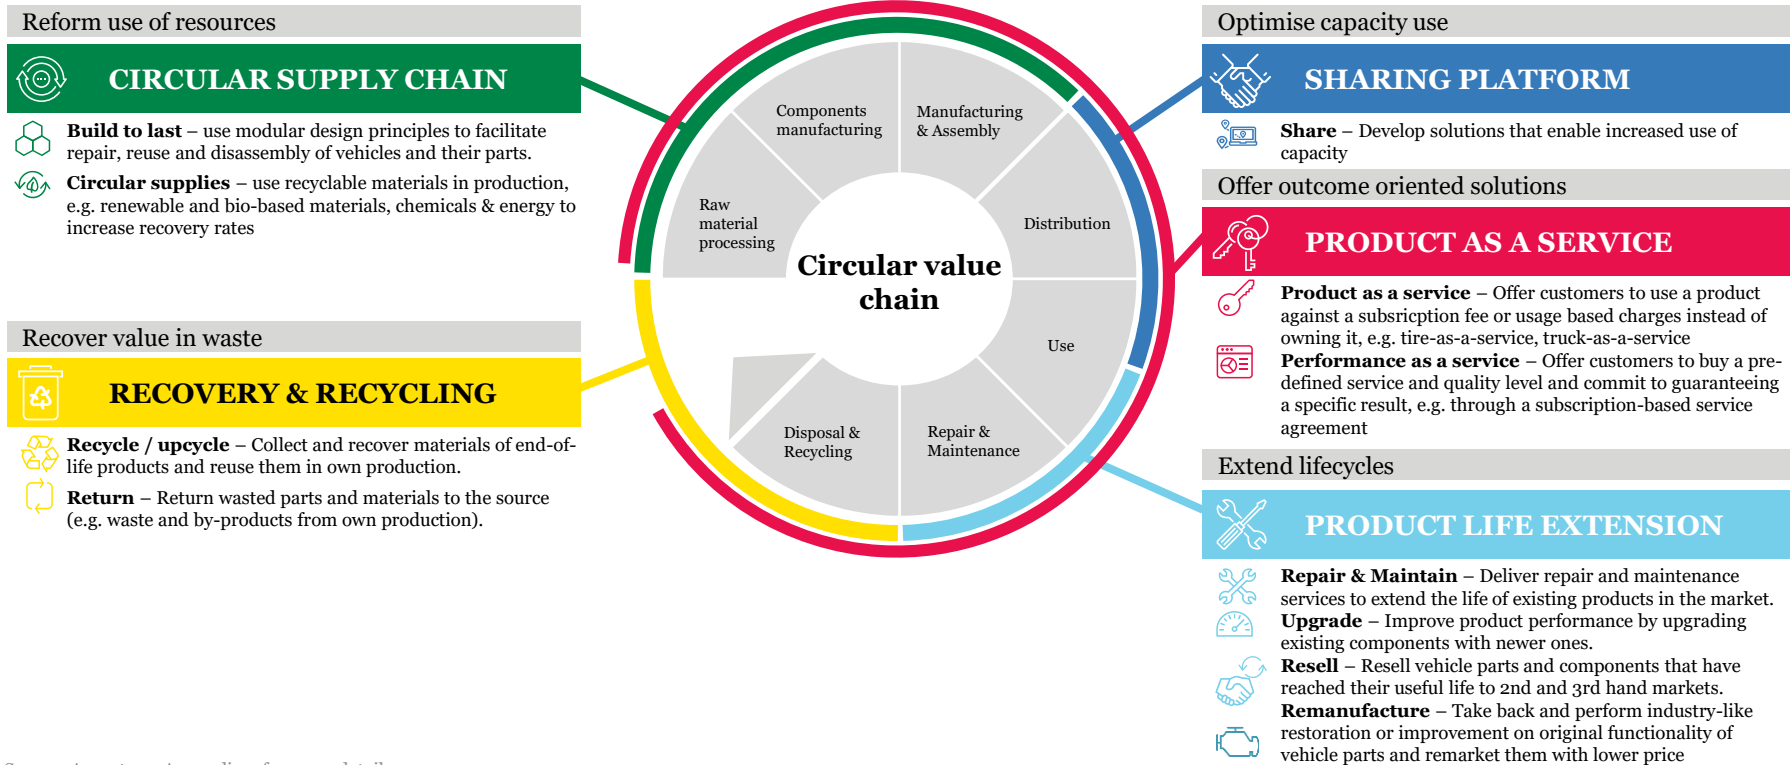 Reform use of resources
CIRCULAR SUPPLY CHAIN
Build to last – use modular design principles to facilitate
repair, reuse and disassembly of vehicles and their parts.
Circular supplies – use recyclable materials in production,
e.g. renewable and bio-based materials, chemicals & energy to
increase recovery rates
Recover value in waste
RECOVERY & RECYCLING
Recycle / upcycle – Collect and recover materials of end-of-
life products and reuse them in own production.
Return – Return wasted parts and materials to the source
(e.g. waste and by-products from own production).
Components
manufacturing
Manufacturing
& Assembly
Raw
material
processing
Distribution
Circular value
chain
Use
Disposal &
Recycling
Repair &
Maintenance
Optimise capacity use
SHARING PLATFORM
Share – Develop solutions that enable increased use of
capacity
Offer outcome oriented solutions
PRODUCT AS A SERVICE
Product as a service – Offer customers to use a product
against a subsricption fee or usage based charges instead of
owning it, e.g. tire-as-a-service, truck-as-a-service
Performance as a service – Offer customers to buy a pre-
defined service and quality level and commit to guaranteeing
a specific result, e.g. through a subscription-based service
agreement
Extend lifecycles
PRODUCT LIFE EXTENSION
Repair & Maintain – Deliver repair and maintenance
services to extend the life of existing products in the market.
Upgrade – Improve product performance by upgrading
existing components with newer ones.
Resell – Resell vehicle parts and components that have
reached their useful life to 2nd and 3rd hand markets.
Remanufacture – Take back and perform industry-like
restoration or improvement on original functionality of
vehicle parts and remarket them with lower price